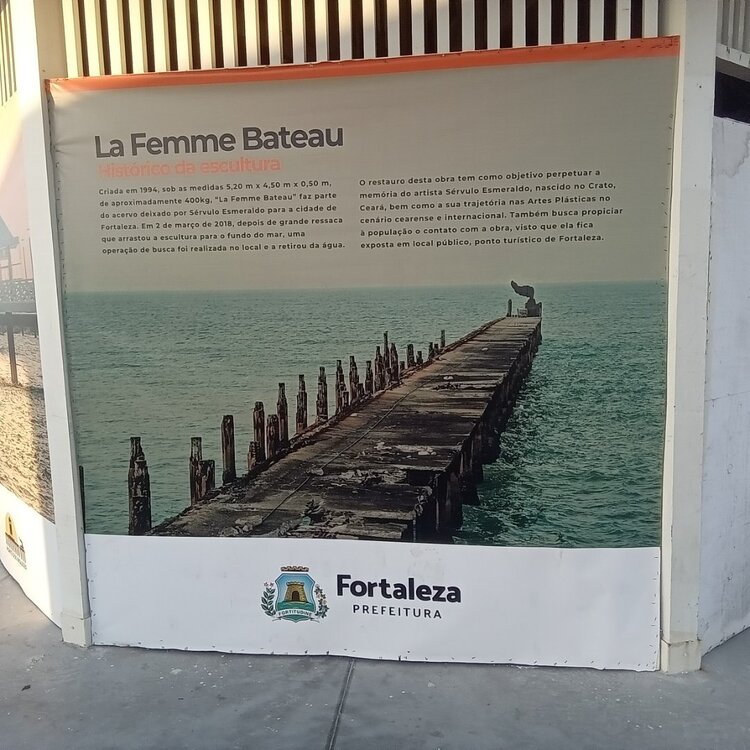 La Femme Bateau
Histórico da escultura
Criada em 1994, sob as medidas 5,20 m x 4,50 m x 0,50 m,
de aproximadamente 400kg, "La Femme Bateau" faz parte
do acervo deixado por Sérvulo Esmeraldo para a cidade de
Fortaleza. Em 2 de março de 2018, depois de grande ressaca
que arrastou a escultura para o fundo do mar, uma
operação de busca foi realizada no local e a retirou da água.
O restauro desta obra tem como objetivo perpetuar a
memória do artista Sérvulo Esmeraldo, nascido no Crato,
Ceará, bem como a sua trajetória nas Artes Plásticos no
cenário cearense e internacional. Também busca propiciar
à população o contato com a obra, visto que ela fica
exposta em local público, ponto turístico de Fortaleza.
FORTITUDINE
Fortaleza
PREFEITURA